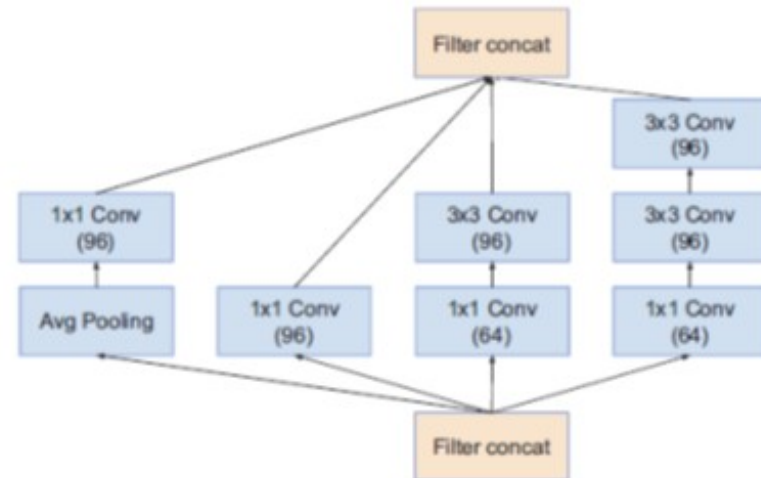 Filter concat
3x3 Conv
(96)
1x1 Conv
(96)
3x3 Conv
(96)
3x3 Conv
(96)
Avg Pooling
1x1 Conv
(96)
1x1 Conv
(64)
1x1 Conv
(64)
Filter concat